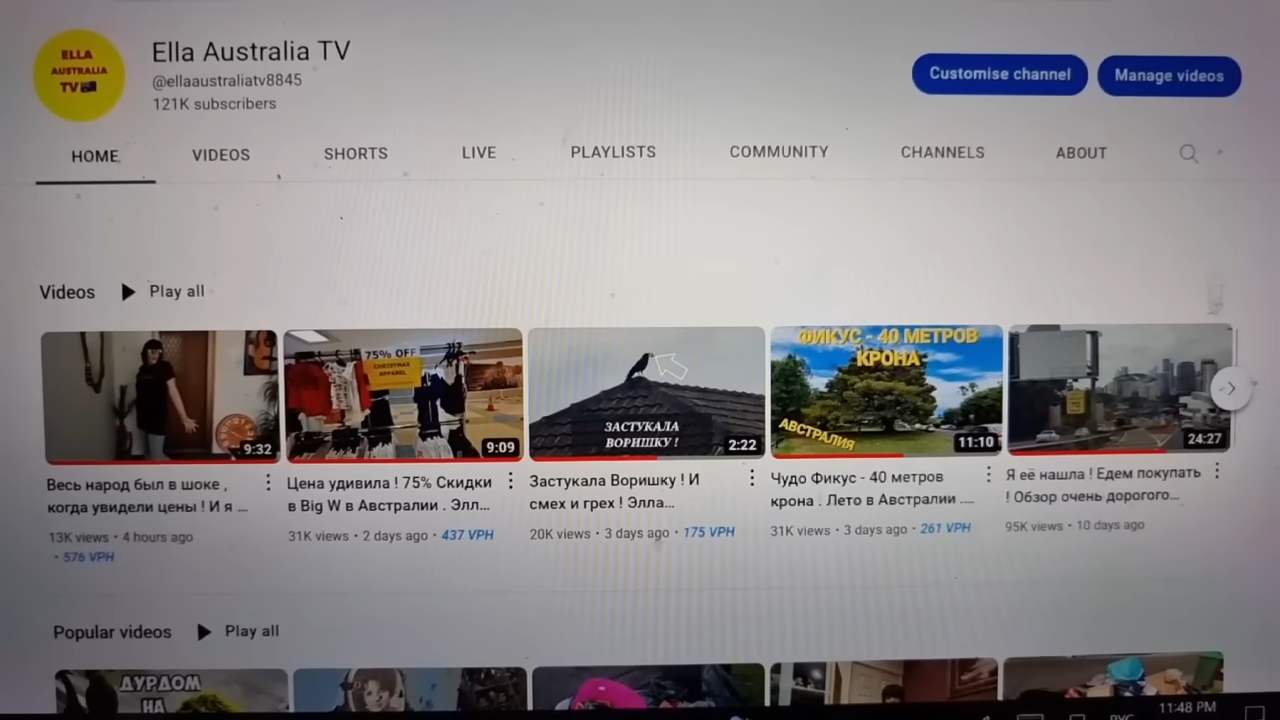 ELLA
AUSTRALIA
TV
Ella Australia TV
@ellaaustraliatv8845
121K subscribers
Customise channel
Manage videos
HOME
VIDEOS
SHORTS
LIVE
PLAYLISTS
COMMUNITY
CHANNELS
ABOUT
Videos
Play all
9:32
75% OFF
CHRISTMAS
APPAREL
9:09
ЗАСТУКАЛА
ВОРИШКУ !
2:22
ФИКУС - 40 МЕТРОВ
КРОНА
АВСТРАЛИЯ
11:10
24:27
Весь народ был в шоке ,
когда увидели цены ! И я ...
13K views • 4 hours ago
• 576 VPH
Цена удивила ! 75% Скидки
в Big W в Австралии . Элл...
31K views • 2 days ago • 437 VPH
Застукала Воришку ! И
смех и грех ! Элла...
20K views • 3 days ago • 175 VPH
Чудо Фикус - 40 метров
крона . Лето в Австралии ....
31K views • 3 days ago • 261 VPH
Я её нашла ! Едем покупать
! Обзор очень дорогого...
95K views • 10 days ago
Popular videos
Play all
ДУРДОМ
НА
РУС
11:48 PM